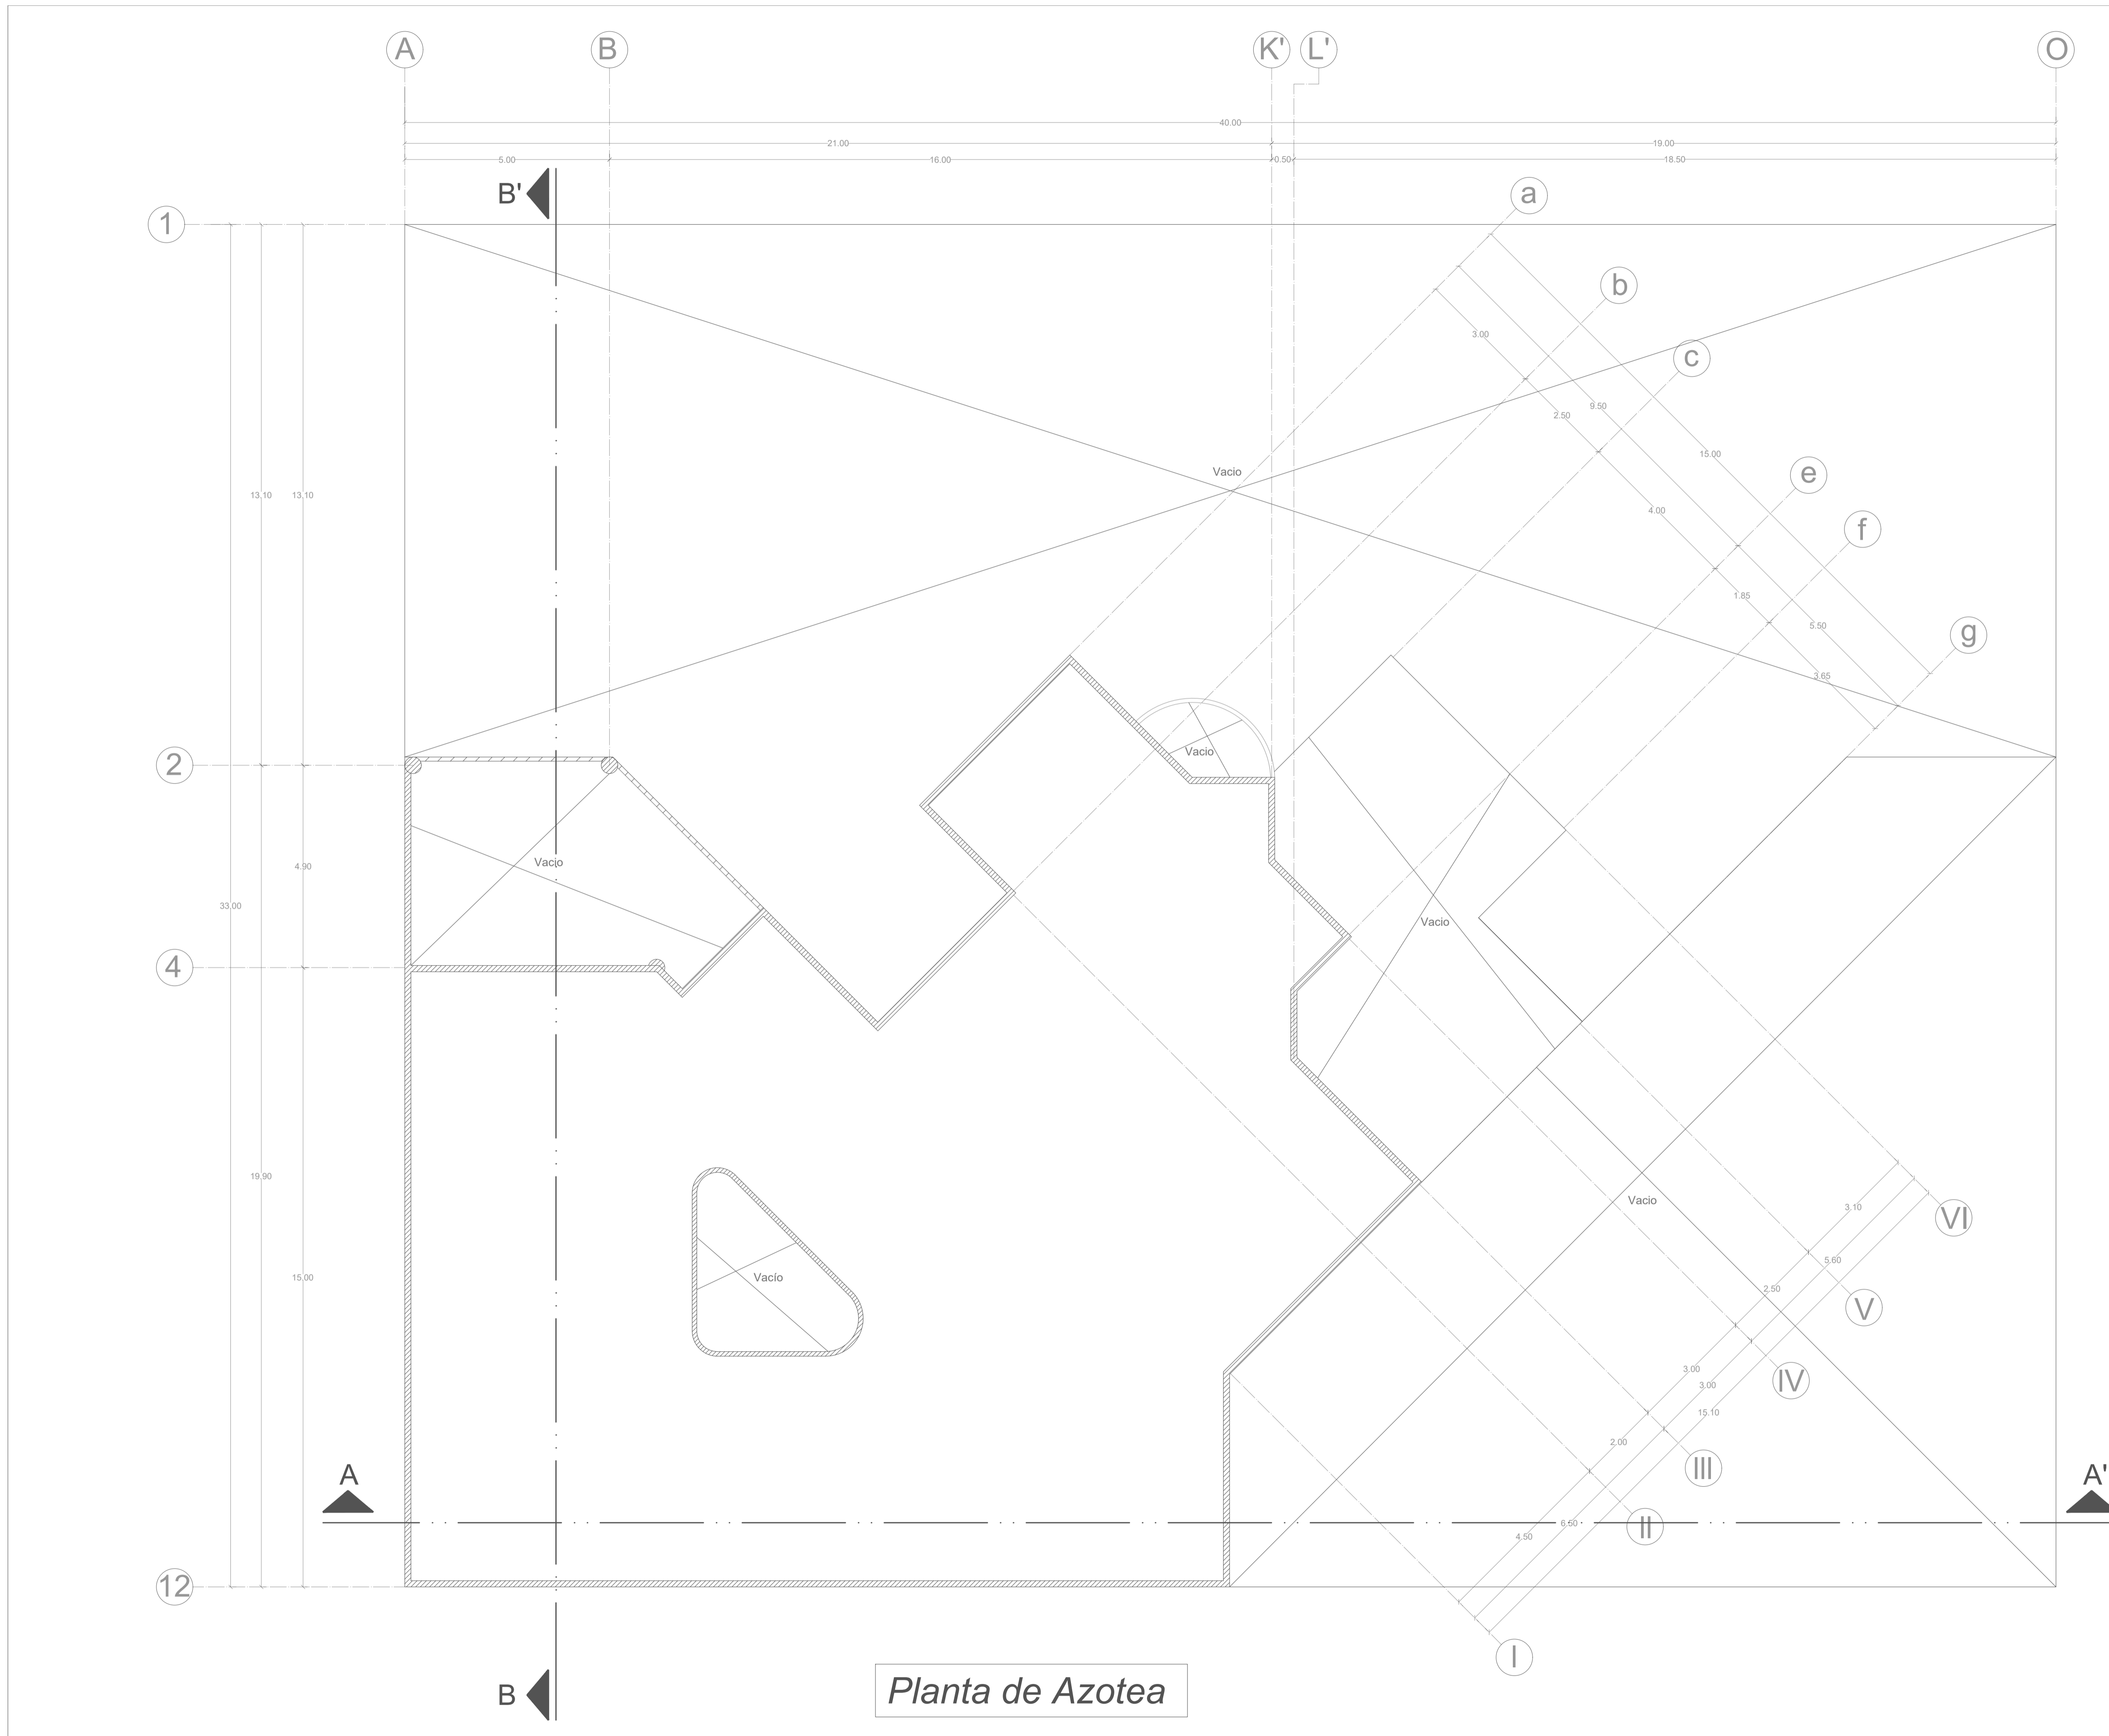 A B K' L' O
40.00
21.00 19.00
5.00 16.00 0.50 18.50
B'
a
1
b
3.00
c
9.50
2.50
15.00
Vacio
e
13.10 13.10
4.00
f
1.85
5.50
g
3.65
Vacio
2
Vacio
4.90
33.00
Vacio
4
19.90
Vacio
3.10
VI
5.60
15.00
Vacío
2.50
V
3.00
3.00
IV
15.10
2.00
III
A A'
6.50
II
4.50
12
I
B
Planta de Azotea